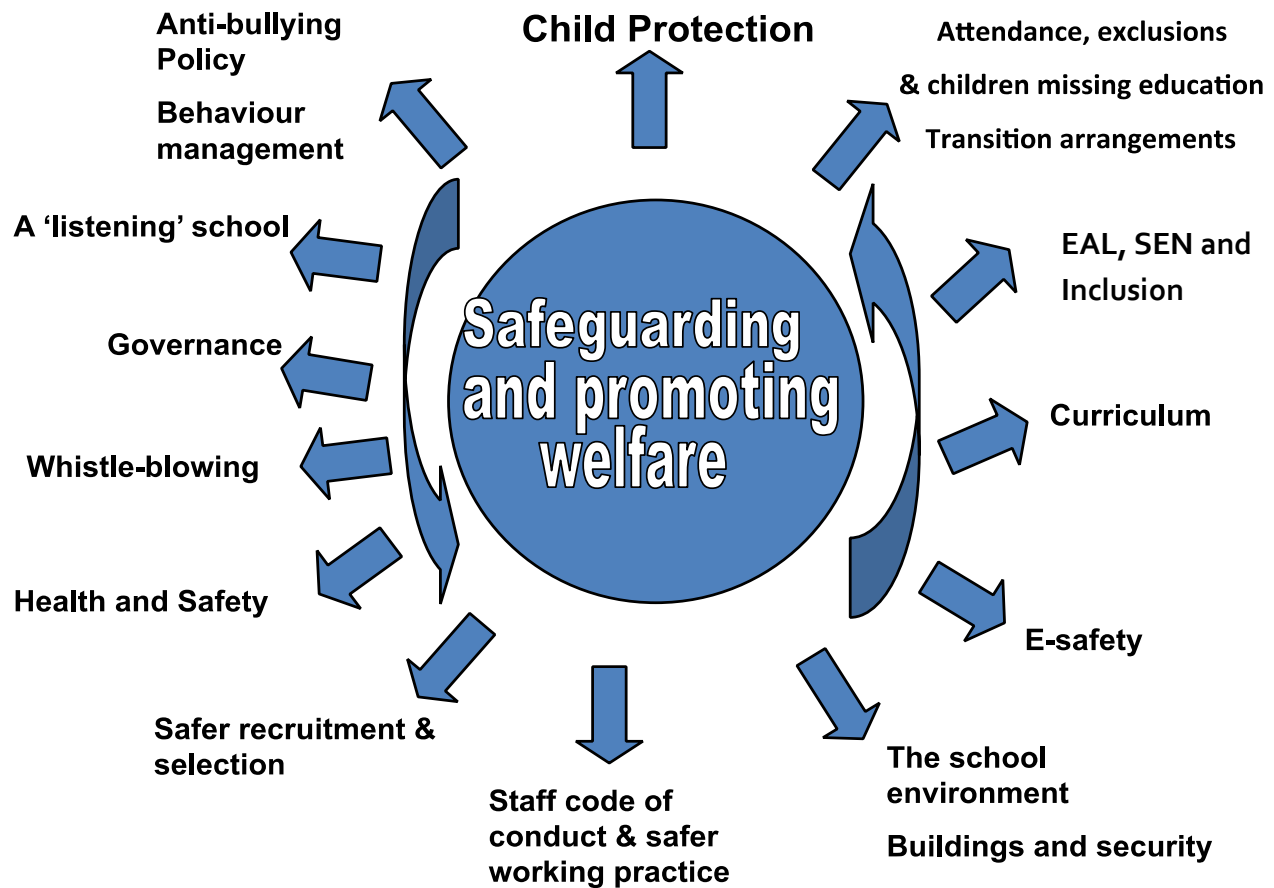 Child Protection
Attendance, exclusions
& children missing education
Transition arrangements
EAL, SEN and
Inclusion
Curriculum
E-safety
The school
environment
Buildings and security
Staff code of
conduct & safer
working practice
Safer recruitment &
selection
Health and Safety
Whistle-blowing
Governance
A ‘listening’ school
Anti-bullying
Policy
Behaviour
management
Safeguarding
and promoting
welfare